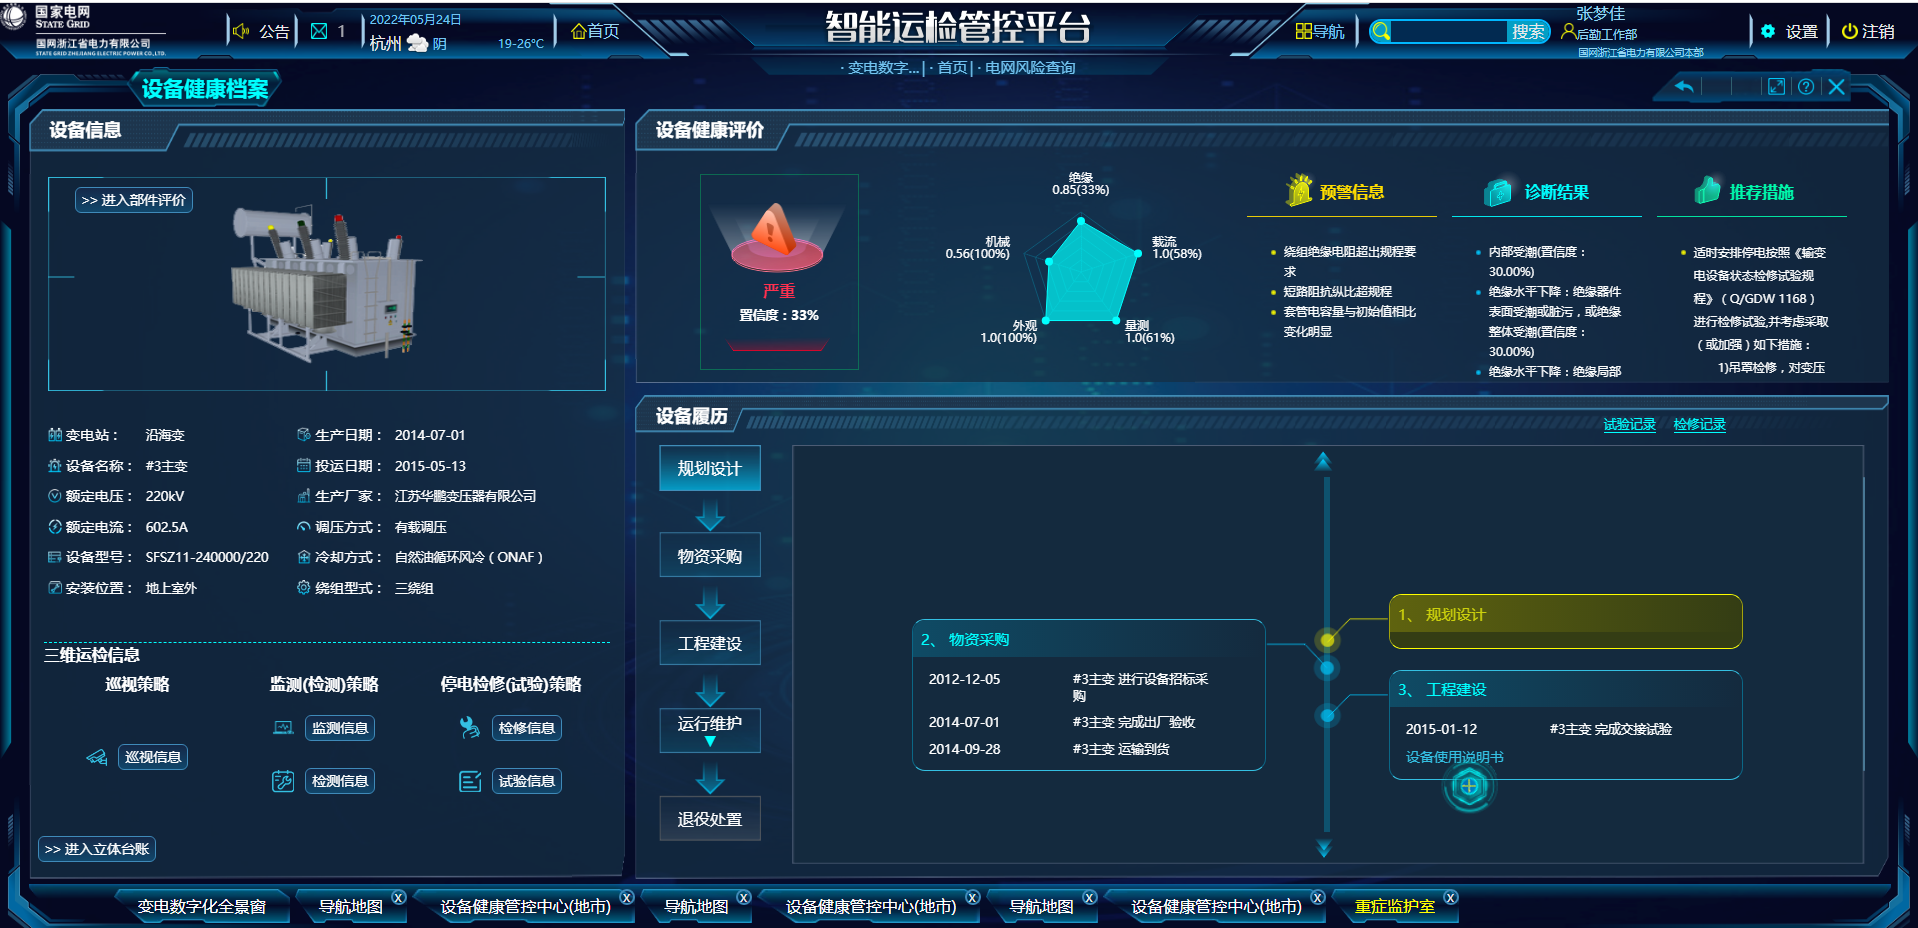 国家电网
STATE GRID
国网浙江省电力有限公司
STATE GRID ZHEJIANG ELECTRIC POWER CO., LTD.
公告
1
2022年05月24日
杭州 阴 19-26°C
首页
智能运检管控平台
导航
搜索
张梦佳
后勤工作部
国网浙江省电力有限公司本部
设置
注销
· 变电数字...| · 首页| · 电网风险查询
设备健康档案
设备信息
>> 进入部件评价
变电站： 沿海变
生产日期： 2014-07-01
设备名称： #3主变
投运日期： 2015-05-13
额定电压： 220kV
生产厂家： 江苏华鹏变压器有限公司
额定电流： 602.5A
调压方式： 有载调压
设备型号： SFSZ11-240000/220
冷却方式： 自然油循环风冷（ONAF）
安装位置： 地上室外
绕组型式： 三绕组
三维运检信息
巡视策略
监测(检测)策略
停电检修(试验)策略
监测信息
检修信息
巡视信息
检测信息
试验信息
>> 进入立体台账
设备健康评价
严重
置信度：33%
绝缘
0.85(33%)
机械
0.56(100%)
载流
1.0(58%)
外观
1.0(100%)
量测
1.0(61%)
预警信息
绕组绝缘电阻超出规程要
求
短路阻抗纵比超规程
套管电容量与初始值相比
变化明显
诊断结果
内部受潮(置信度：
30.00%)
绝缘水平下降：绝缘器件
表面受潮或脏污，或绝缘
整体受潮(置信度：
30.00%)
绝缘水平下降：绝缘局部
推荐措施
适时安排停电按照《输变
电设备状态检修试验规
程》（Q/GDW 1168）
进行检修试验,并考虑采取
（或加强）如下措施：
1)吊罩检修，对变压
设备履历
试验记录
检修记录
规划设计
物资采购
工程建设
运行维护
退役处置
1、 规划设计
2、 物资采购
2012-12-05 #3主变 进行设备招标采
购
2014-07-01 #3主变 完成出厂验收
2014-09-28 #3主变 运输到货
3、 工程建设
2015-01-12 #3主变 完成交接试验
设备使用说明书
变电数字化全景窗
导航地图 x
设备健康管控中心(地市) x
导航地图 x
设备健康管控中心(地市) x
导航地图 x
设备健康管控中心(地市) x
重症监护室 x